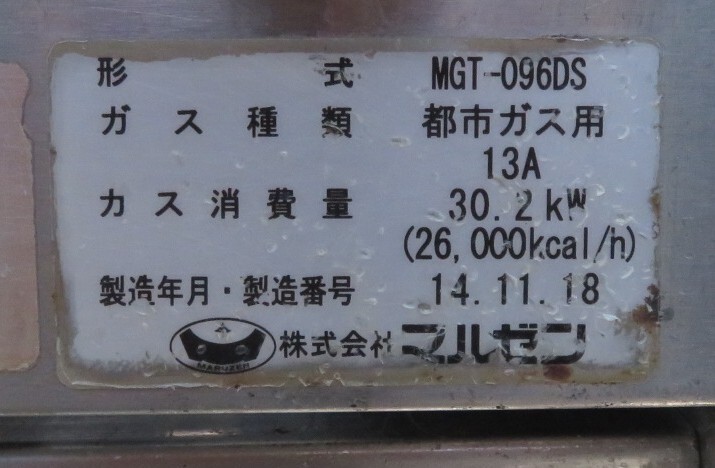 形式 MGT-096DS
ガス種類 都市ガス用
13A
カス消費量 30.2kW
(26,000kcal/h)
製造年月・製造番号 14.11.18
MARUZEN 株式会社 マルゼン